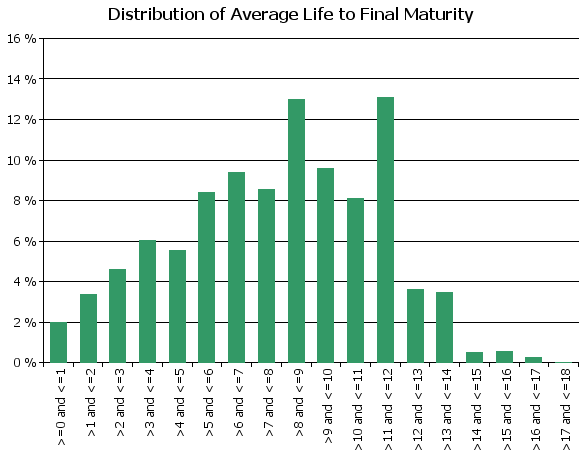 Distribution of Average Life to Final Maturity
16 %
14 %
12 %
10 %
8 %
6 %
4 %
2 %
0 %
>=0 and <=1
>1 and <=2
>2 and <=3
>3 and <=4
>4 and <=5
>5 and <=6
>6 and <=7
>7 and <=8
>8 and <=9
>9 and <=10
>10 and <=11
>11 and <=12
>12 and <=13
>13 and <=14
>14 and <=15
>15 and <=16
>16 and <=17
>17 and <=18